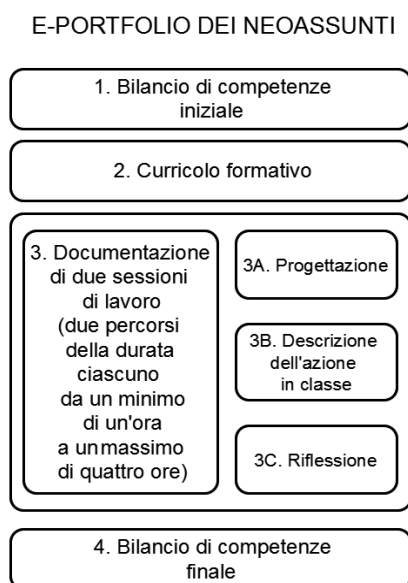 E-PORTFOLIO DEI NEOASSUNTI
1. Bilancio di competenze
iniziale
2. Curricolo formativo
3. Documentazione
di due sessioni
di lavoro
(due percorsi
della durata
ciascuno
da un minimo
di un'ora
a unmassimo
di quattro ore)
3A. Progettazione
3B. Descrizione
dell'azione
in classe
3C. Riflessione
4. Bilancio di competenze
finale